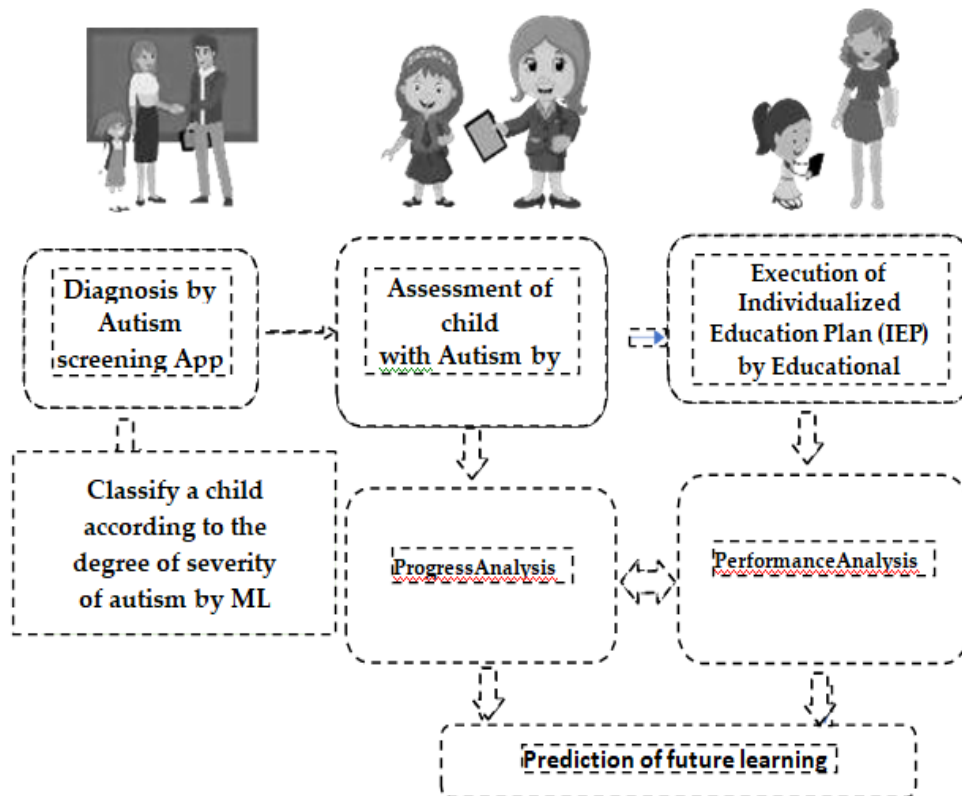 Diagnosis by
Autism
screening App
Assessment of
child
with Autism by
Execution of
Individualized
Education Plan (IEP)
by Educational
Classify a child
according to the
degree of severity
of autism by ML
ProgressAnalysis
PerformanceAnalysis
Prediction of future learning